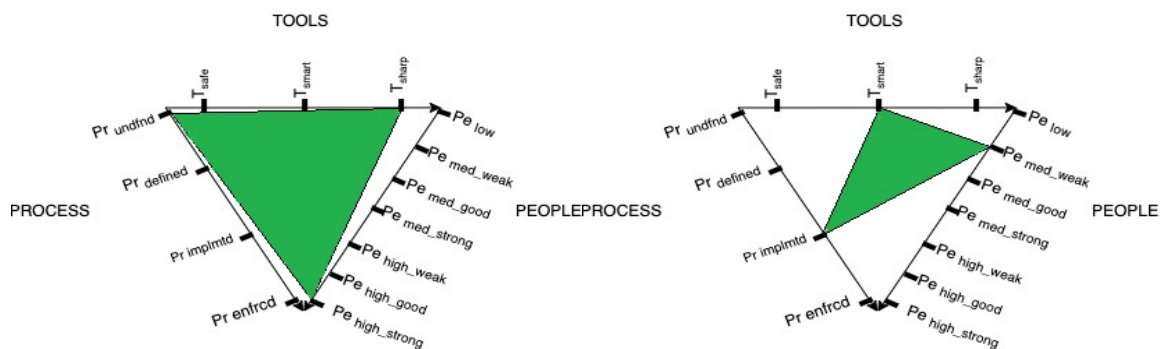 TOOLS
T safe
T smart
T sharp
Pr undfnd
Pr defined
Pr implmtd
Pr enfrcd
Pe low
Pe med_weak
Pe med_good
Pe med_strong
Pe high_weak
Pe high_good
Pe high_strong
PROCESS
PEOPLE
TOOLS
T safe
T smart
T sharp
Pr undfnd
Pr defined
Pr implmtd
Pr enfrcd
Pe low
Pe med_weak
Pe med_good
Pe med_strong
Pe high_weak
Pe high_good
Pe high_strong
PROCESS
PEOPLE